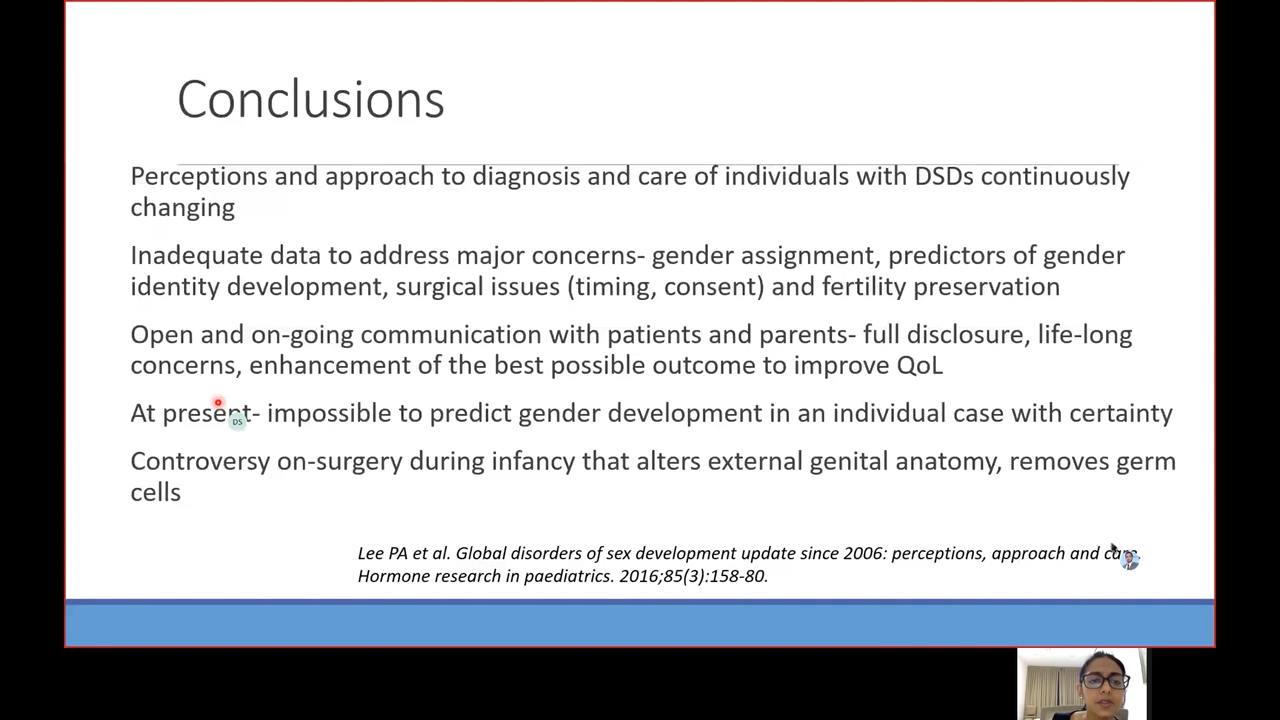 Conclusions
Perceptions and approach to diagnosis and care of individuals with DSDs continuously
changing
Inadequate data to address major concerns- gender assignment, predictors of gender
identity development, surgical issues (timing, consent) and fertility preservation
Open and on-going communication with patients and parents- full disclosure, life-long
concerns, enhancement of the best possible outcome to improve QoL
At present- impossible to predict gender development in an individual case with certainty
DS
Controversy on-surgery during infancy that alters external genital anatomy, removes germ
cells
Lee PA et al. Global disorders of sex development update since 2006: perceptions, approach and care.
Hormone research in paediatrics. 2016;85(3):158-80.